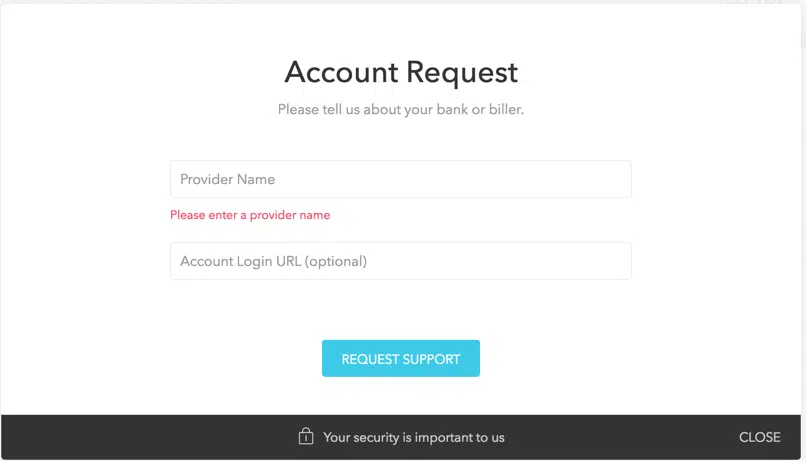 Account Request
Please tell us about your bank or biller.
Provider Name
Please enter a provider name
Account Login URL (optional)
REQUEST SUPPORT
Your security is important to us
CLOSE